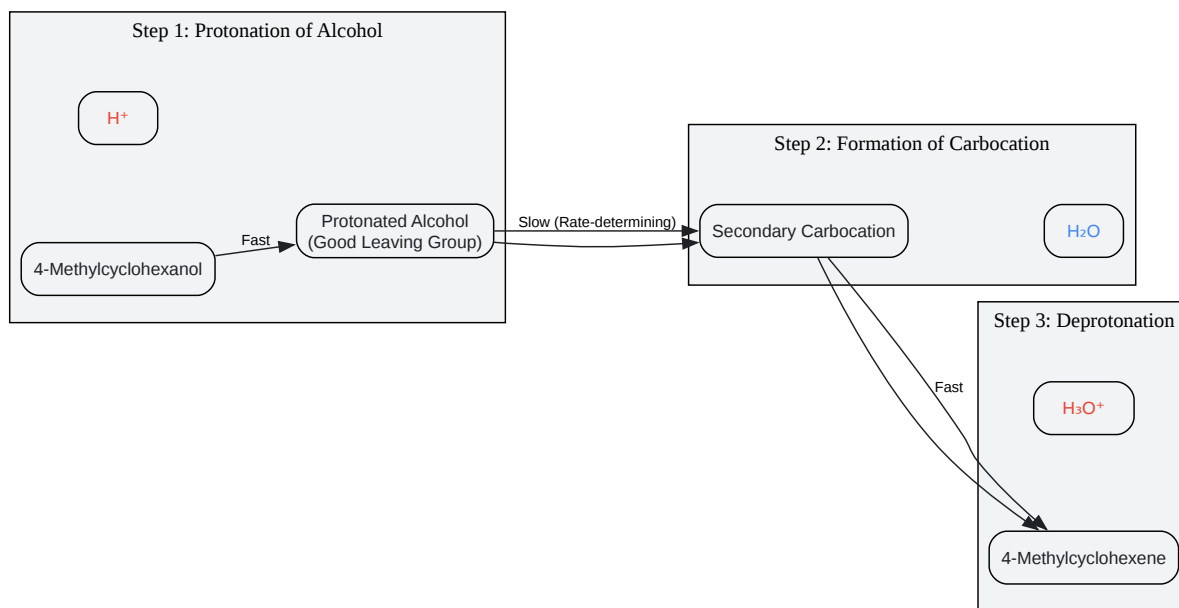 Step 1: Protonation of Alcohol
H⁺
4-Methylcyclohexanol
Fast
Protonated Alcohol
(Good Leaving Group)
Slow (Rate-determining)
Step 2: Formation of Carbocation
Secondary Carbocation
H₂O
Fast
Step 3: Deprotonation
H₃O⁺
4-Methylcyclohexene